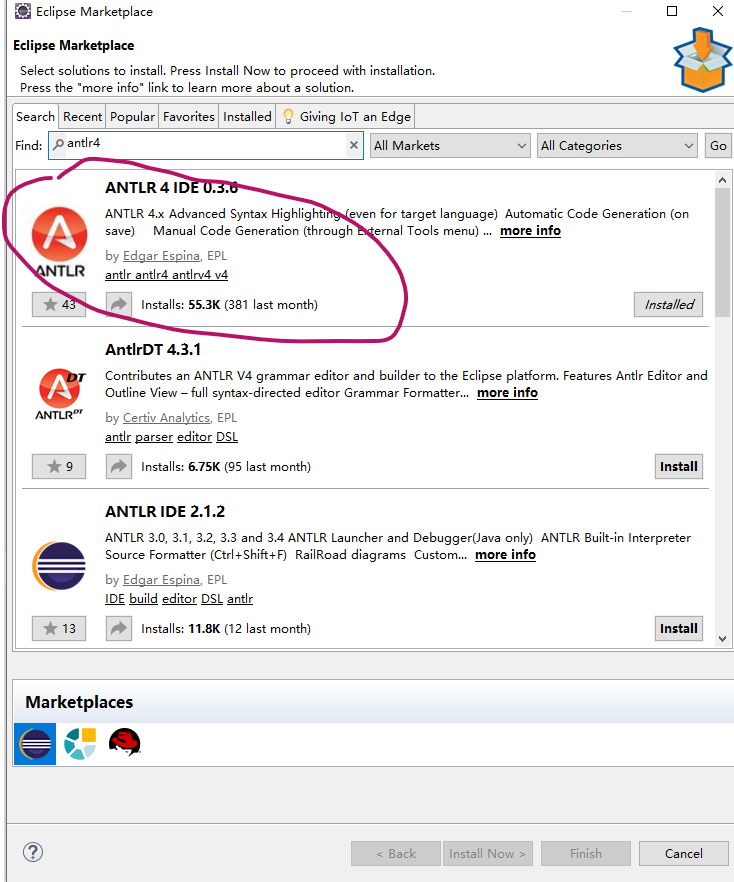 Eclipse Marketplace
Eclipse Marketplace
Select solutions to install. Press Install Now to proceed with installation.
Press the "more info" link to learn more about a solution.
Search Recent Popular Favorites Installed Giving IoT an Edge
Find: antlr4 All Markets All Categories Go
ANTLR 4 IDE 0.3.6
ANTLR 4.x Advanced Syntax Highlighting (even for target language) Automatic Code Generation (on
save) Manual Code Generation (through External Tools menu) ... more info
ANTLR
by Edgar Espina, EPL
antlr antlr4 antlrv4 v4
43 Installs: 55.3K (381 last month) Installed
AntlrDT 4.3.1
Contributes an ANTLR V4 grammar editor and builder to the Eclipse platform. Features Antlr Editor and
Outline View – full syntax-directed editor Grammar Formatter... more info
DT
ANTLR DT
by Certiv Analytics, EPL
antlr parser editor DSL
9 Installs: 6.75K (95 last month) Install
ANTLR IDE 2.1.2
ANTLR 3.0, 3.1, 3.2, 3.3 and 3.4 ANTLR Launcher and Debugger(Java only) ANTLR Built-in Interpreter
Source Formatter (Ctrl+Shift+F) RailRoad diagrams Custom... more info
by Edgar Espina, EPL
IDE build editor DSL antlr
13 Installs: 11.8K (12 last month) Install
Marketplaces
< Back Install Now > Finish Cancel